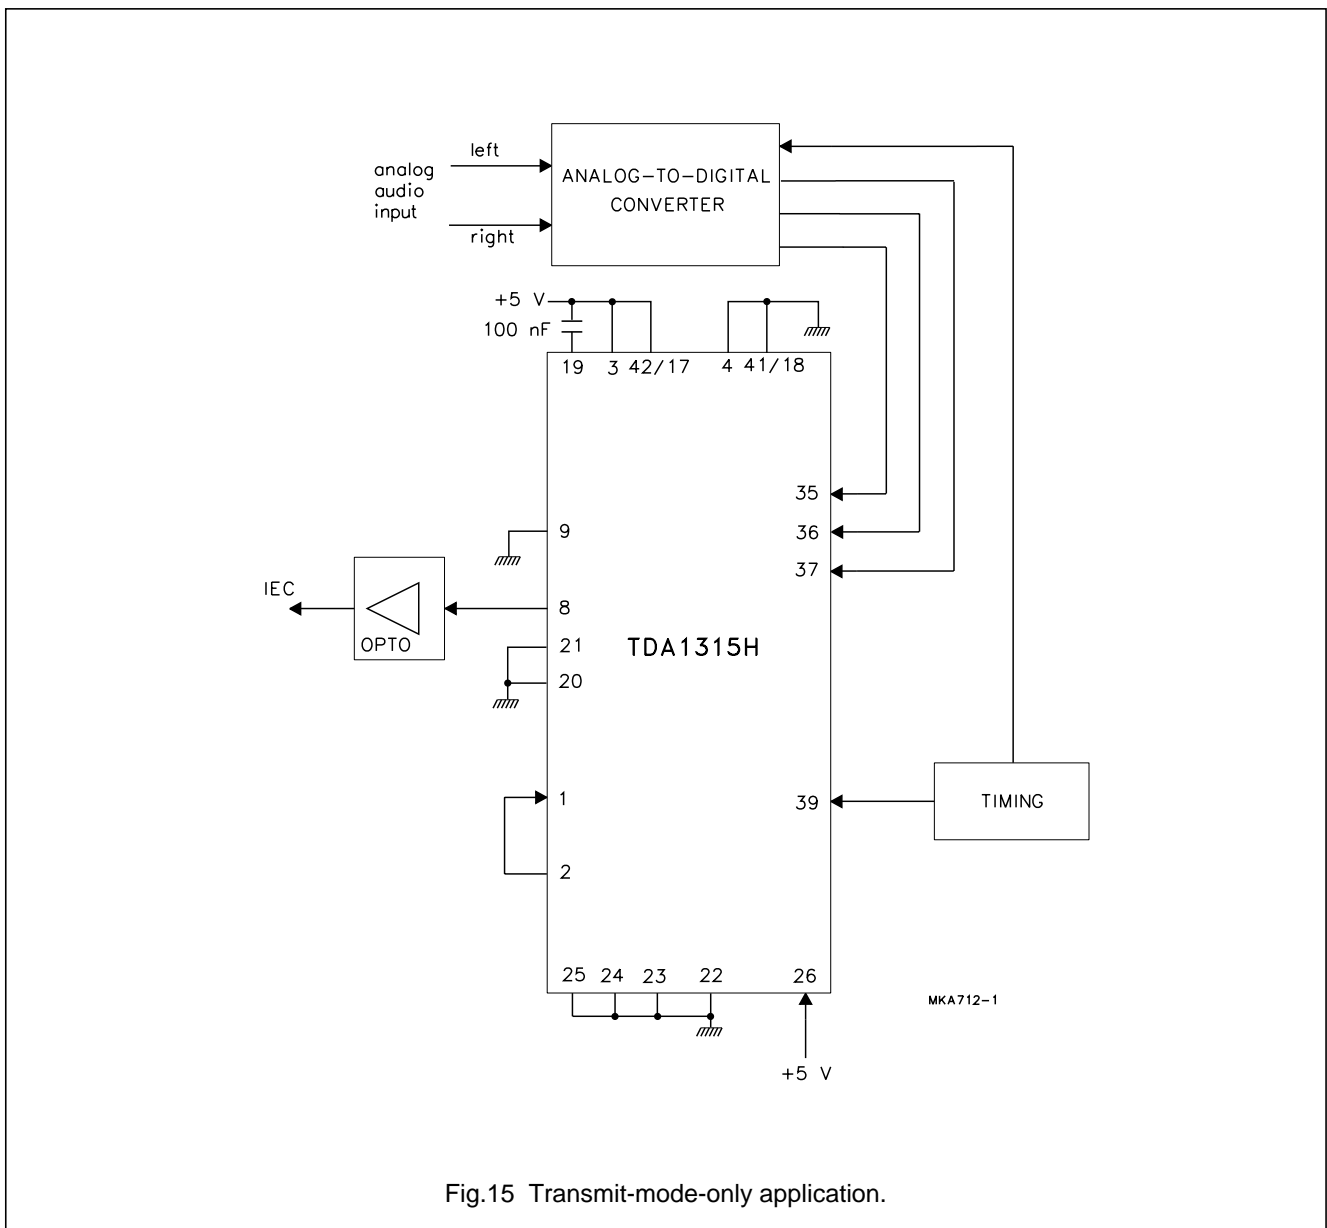 left
analog
audio
input
right
ANALOG-TO-DIGITAL
CONVERTER
+5 V
100 nF
19 3 42/17 4 41/18
35
36
37
9
IEC
OPTO
8
21
20
TDA1315H
1
2
39
TIMING
25 24 23 22 26
+5 V
MKA712-1
Fig.15 Transmit-mode-only application.